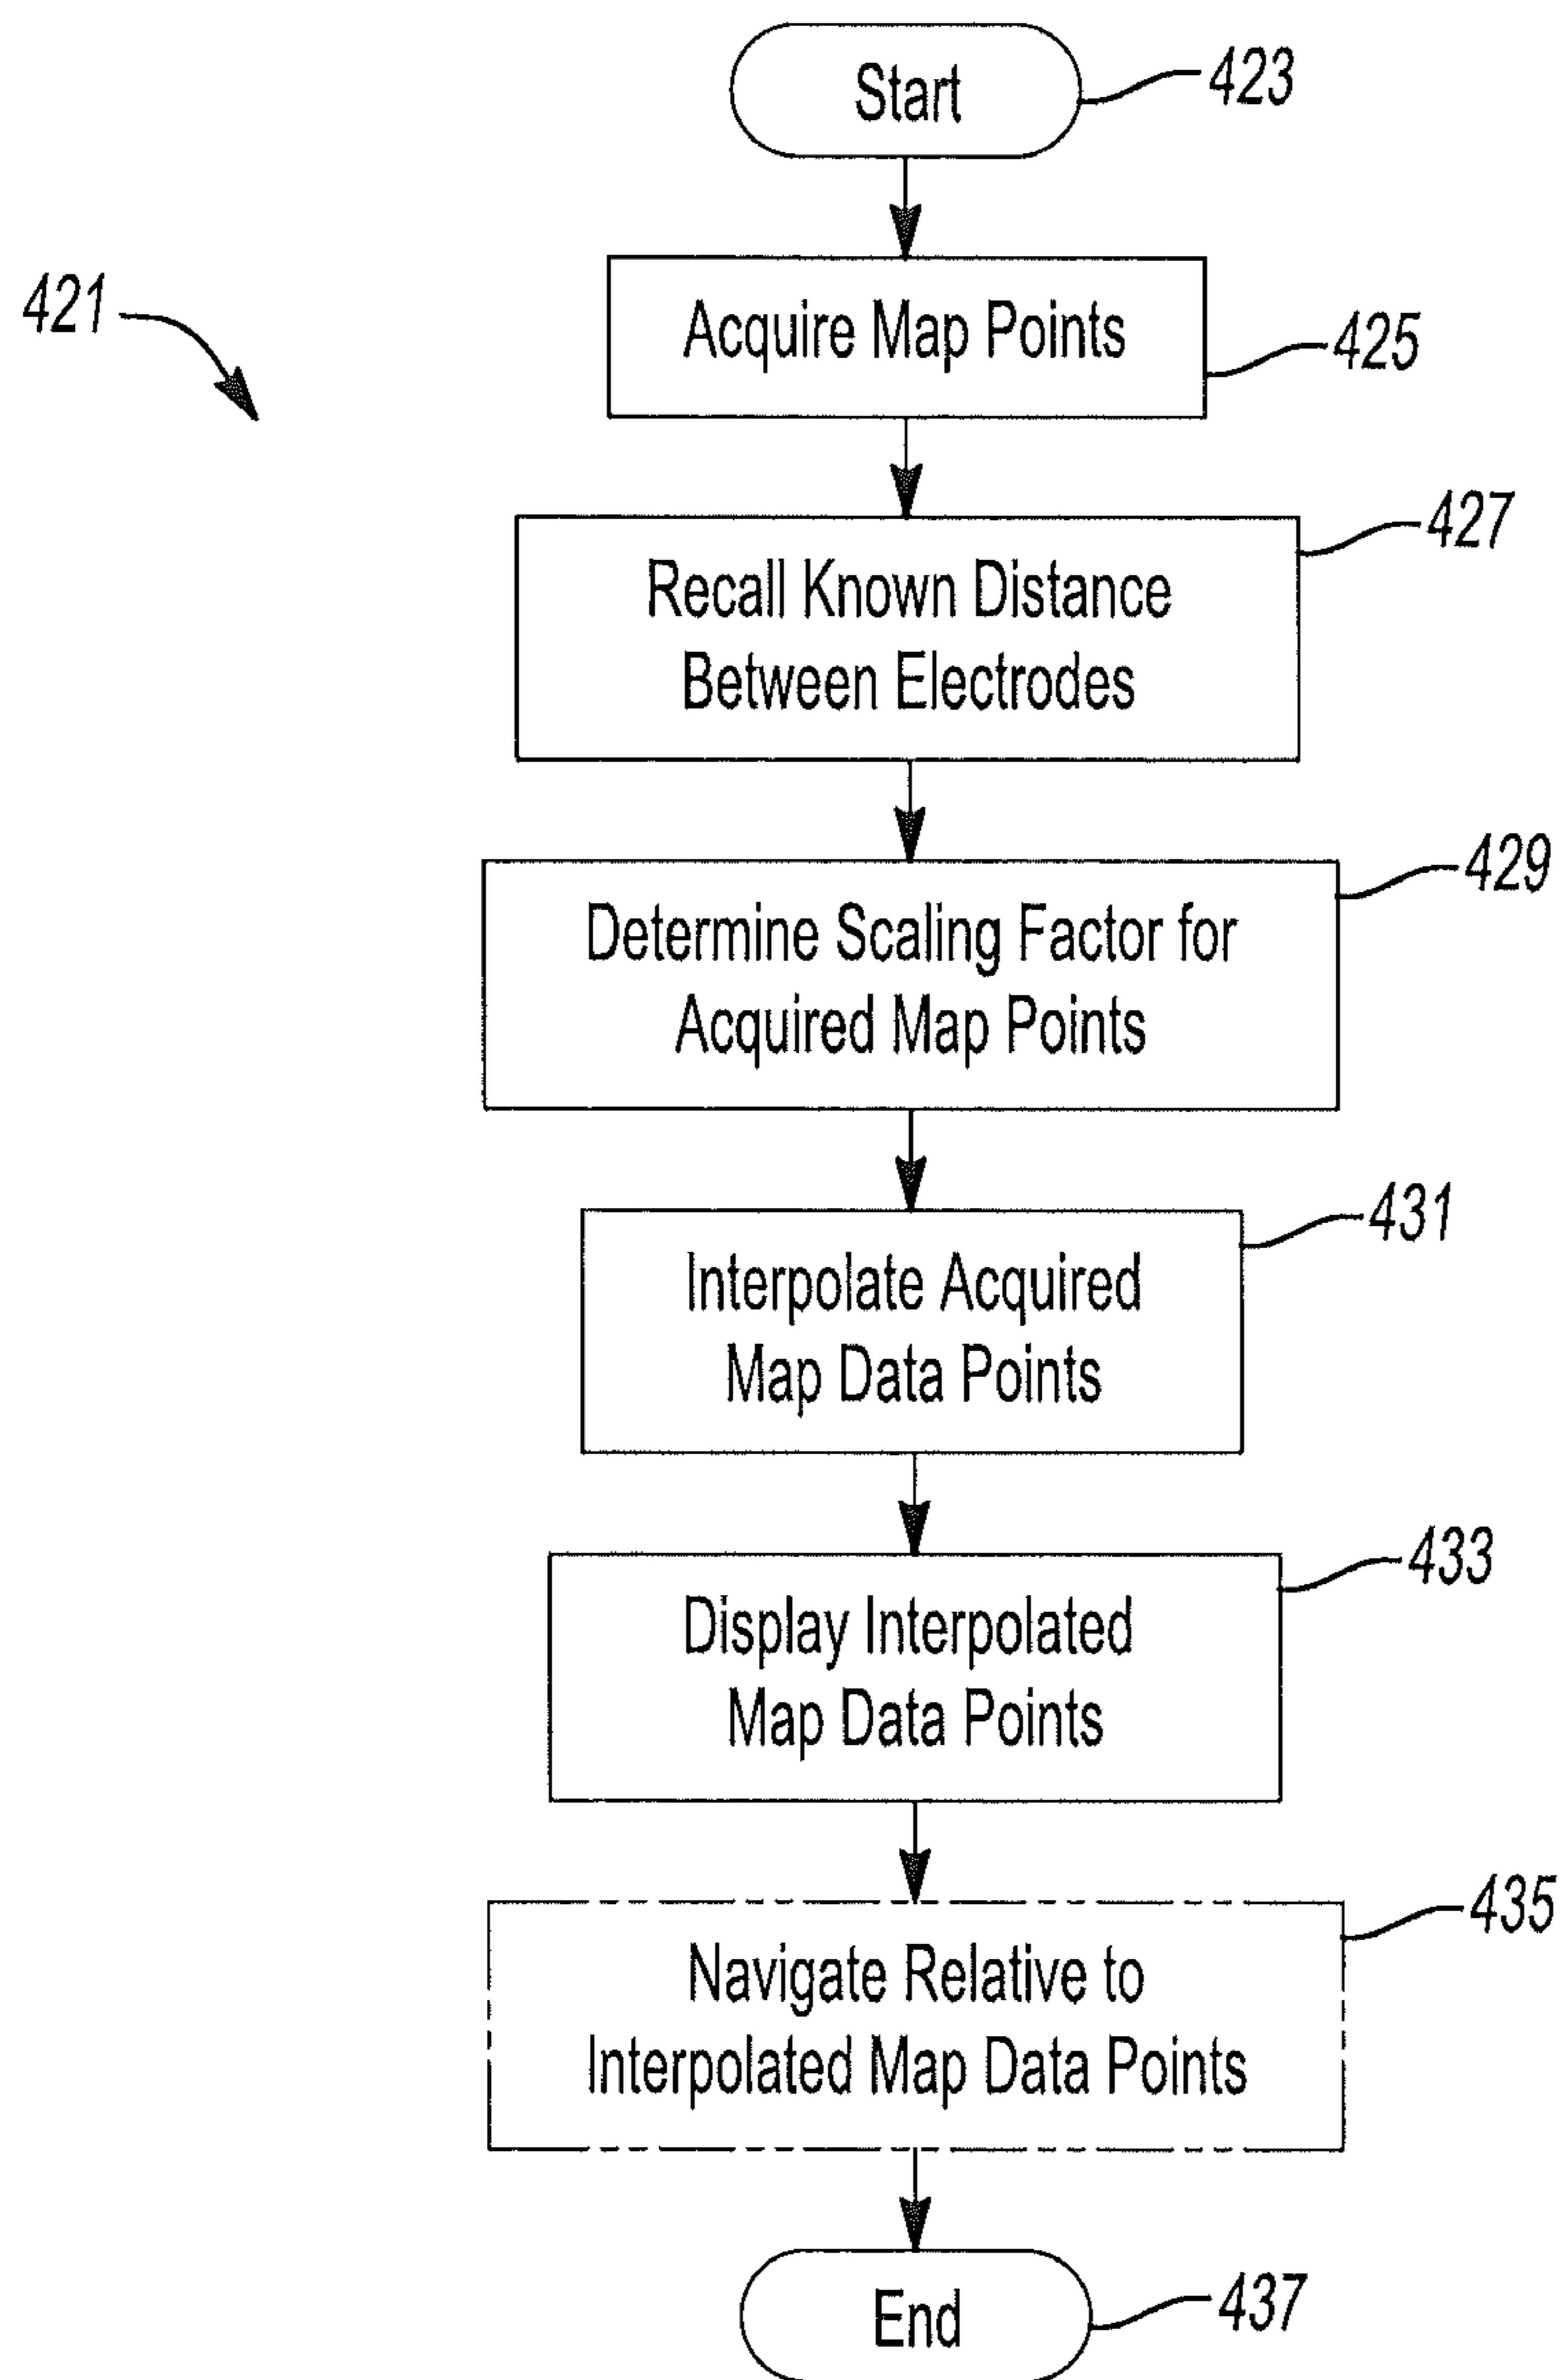 Start
423
421
Acquire Map Points
425
Recall Known Distance
Between Electrodes
427
Determine Scaling Factor for
Acquired Map Points
429
Interpolate Acquired
Map Data Points
431
Display Interpolated
Map Data Points
433
Navigate Relative to
Interpolated Map Data Points
435
End
437